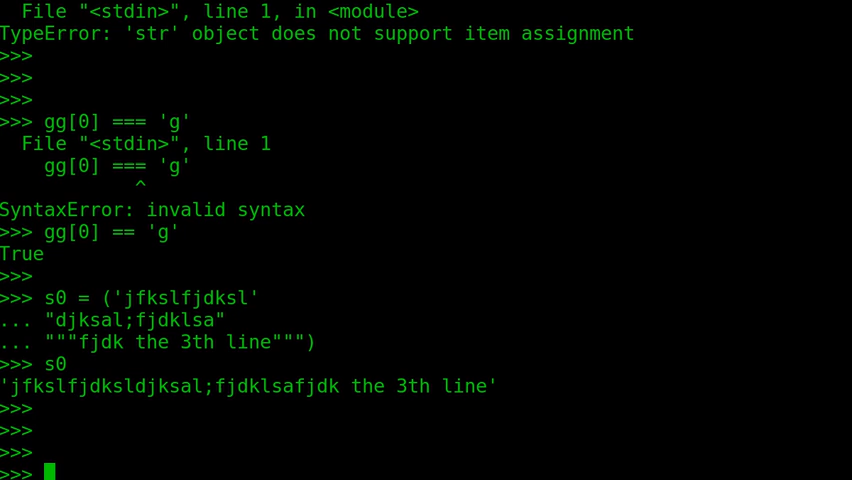 File "<stdin>", line 1, in <module>
TypeError: 'str' object does not support item assignment
>>>
>>>
>>>
>>> gg[0] === 'g'
  File "<stdin>", line 1
    gg[0] === 'g'
            ^
SyntaxError: invalid syntax
>>> gg[0] == 'g'
True
>>>
>>> s0 = ('jfkslfjdksl'
... "djksal;fjdklsa"
... """fjdk the 3th line""")
>>> s0
'jfkslfjdksldjksal;fjdklsafjdk the 3th line'
>>>
>>>
>>>
>>>